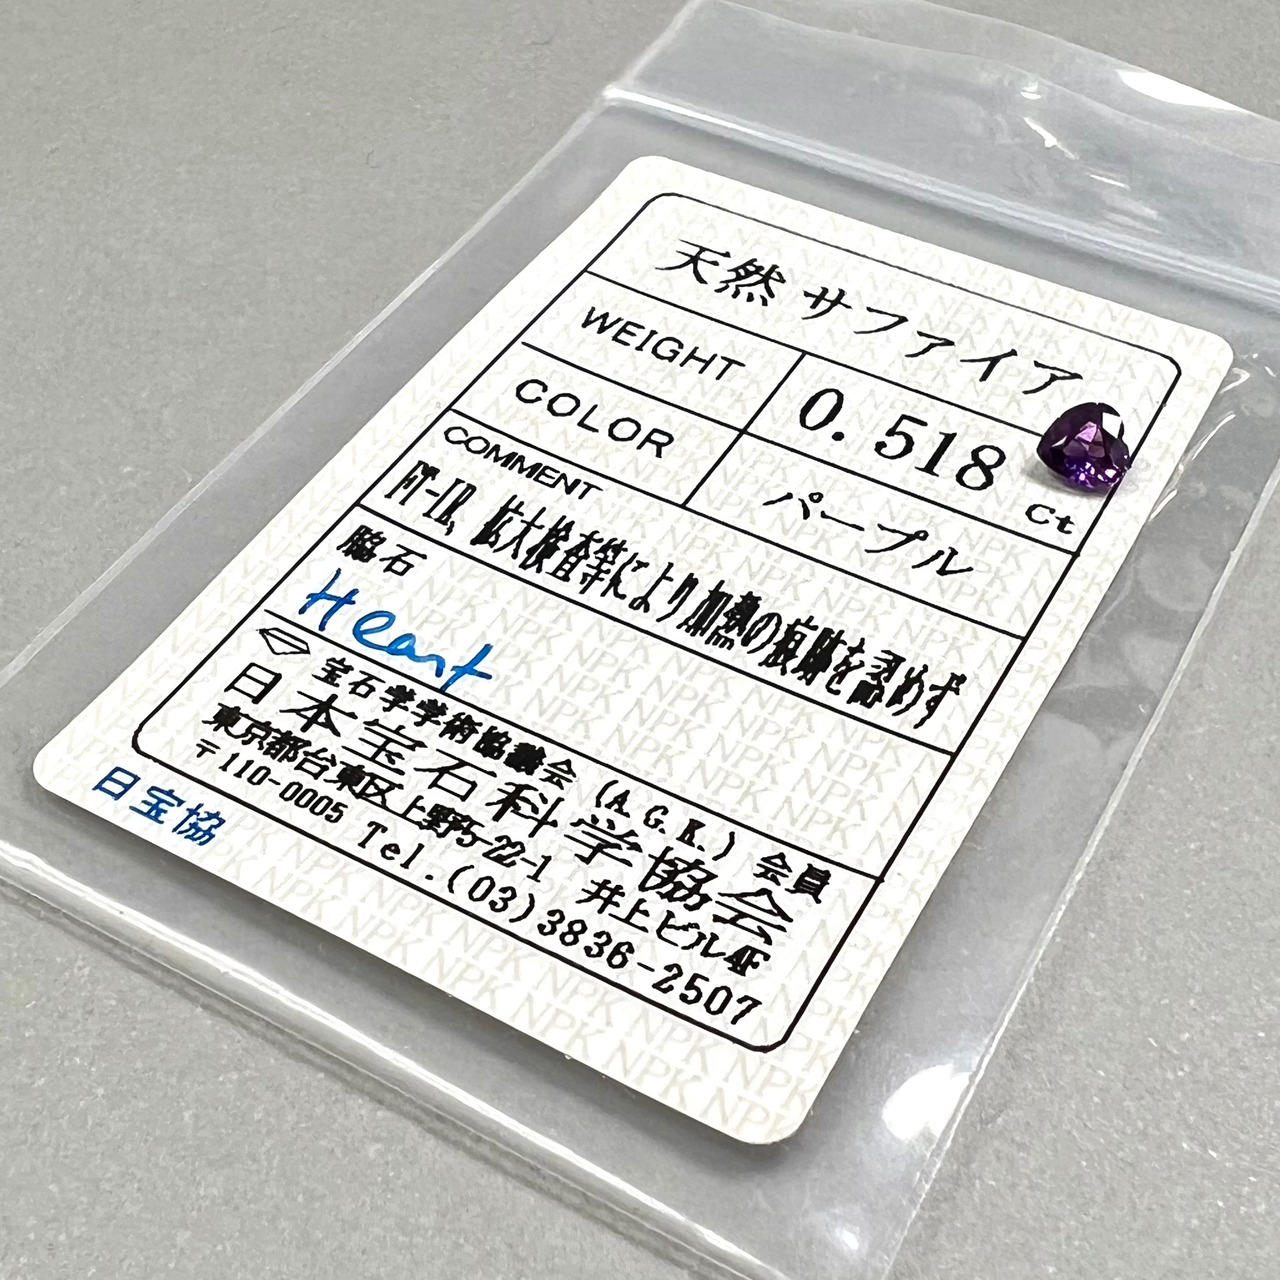 天然 サファイア
WEIGHT 0.518 ct
COLOR パープル
COMMENT
FT-IR、拡大検査等により加熱の痕跡を認めず
脇石
Heart
宝石学学術協議会 (A.G.K.) 会員
日本宝石科学協会
東京都台東区上野5-22-1 井上ビル4F
〒110-0005 Tel.(03)3836-2507
日宝協